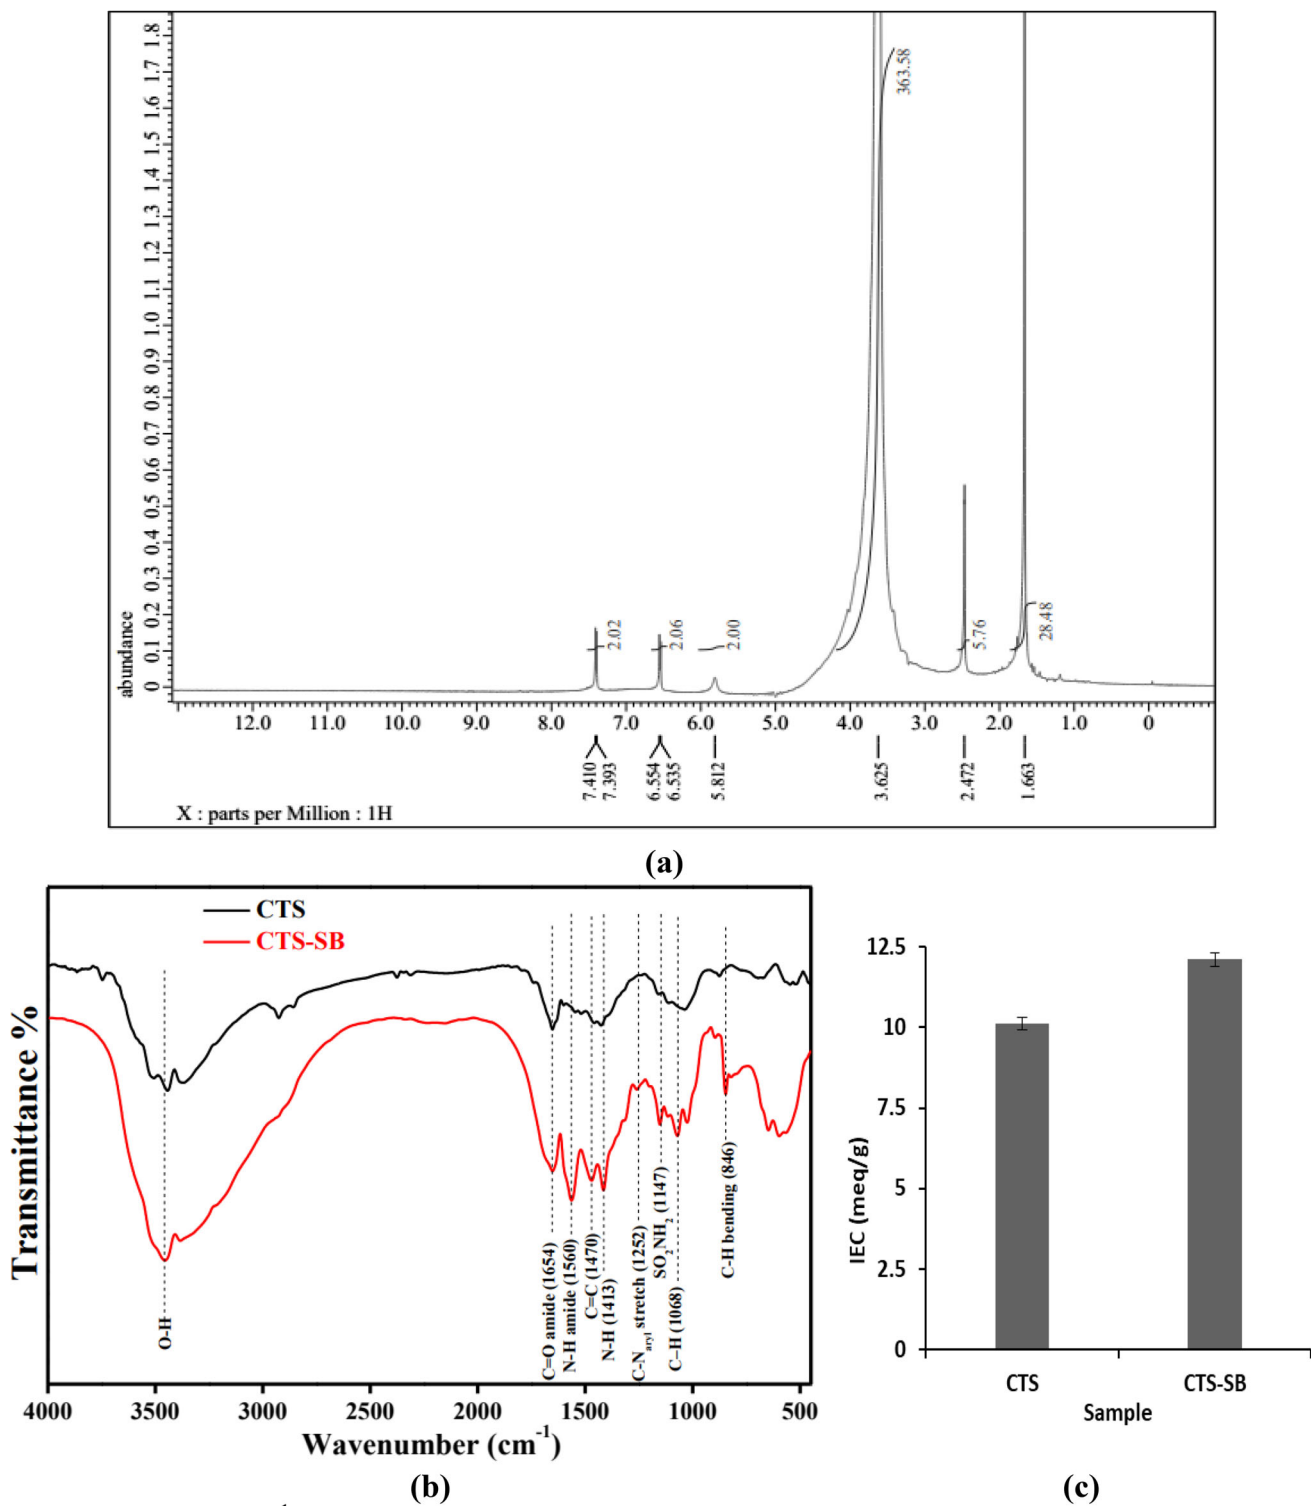 1.8
1.7
1.6
1.5
1.4
1.3
1.2
1.1
1.0
0.9
0.8
0.7
0.6
0.5
0.4
0.3
0.2
0.1
0
abundance
363.58
2.02
2.06
2.00
5.76
28.48
12.0 11.0 10.0 9.0 8.0 7.0 6.0 5.0 4.0 3.0 2.0 1.0 0
7.410
7.393
6.554
6.535
5.812
3.625
2.472
1.663
X : parts per Million : 1H
(a)
CTS
CTS-SB
Transmittance %
O-H
C=O amide (1654)
N-H amide (1560)
C=C (1470)
N-H (1413)
C-Naryl stretch (1252)
SO2NH2 (1147)
C–H (1068)
C-H bending (846)
4000 3500 3000 2500 2000 1500 1000 500
Wavenumber (cm-1)
(b)
12.5
10
7.5
5
2.5
0
IEC (meq/g)
CTS CTS-SB
Sample
(c)